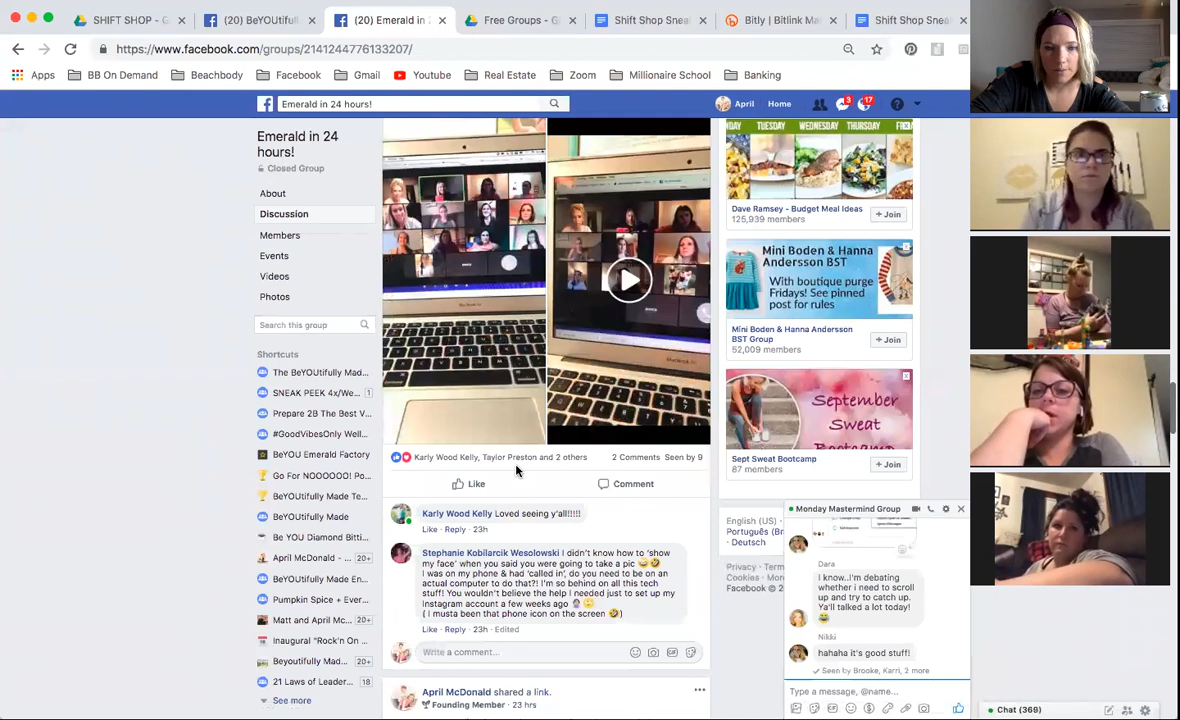 SHIFT SHOP - G
(20) BeYOUtifull
(20) Emerald in
Free Groups - G
Shift Shop Snea
Bitly | Bitlink Ma
Shift Shop Snea
https://www.facebook.com/groups/2141244776133207/
Apps
BB On Demand
Beachbody
Facebook
Gmail
Youtube
Real Estate
Zoom
Millionaire School
Banking
Emerald in 24 hours!
April
Home
3
17
Emerald in 24
hours!
Closed Group
About
Discussion
Members
Events
Videos
Photos
Search this group
Shortcuts
The BeYOUtifully Mad...
SNEAK PEEK 4x/We...
1
Prepare 2B The Best V...
#GoodVibesOnly Well...
BeYOU Emerald Factory
Go For NOOOOOO! P...
BeYOUtifully Made Te...
BeYOUtifully Made
Be YOU Diamond Bitti...
April McDonald - ...
20+
BeYOUtifully Made En...
Pumpkin Spice + Ever...
Matt and April Mc...
20+
Inaugural "Rock'n On ...
Beyoutifully Mad...
20+
21 Laws of Leader...
18
See more
Karly Wood Kelly, Taylor Preston and 2 others
2 Comments Seen by 9
Like
Comment
Karly Wood Kelly Loved seeing y'all!!!!!
Like · Reply · 23h
Stephanie Kobilarcik Wesolowski I didn't know how to 'show
my face' when you said you were going to take a pic 😂🤣
I was on my phone & had 'called in', do you need to be on an
actual computer to do that?! I'm so behind on all this tech
stuff! You wouldn't believe the help I needed just to set up my
Instagram account a few weeks ago
( I musta been that phone icon on the screen 🤣)
Like · Reply · 23h · Edited
Write a comment...
April McDonald shared a link.
Founding Member · 23 hrs
TUESDAY WEDNESDAY THURSDAY
Dave Ramsey - Budget Meal Ideas
125,939 members
+ Join
Mini Boden & Hanna
Andersson BST
With boutique purge
Fridays! See pinned
post for rules
Mini Boden & Hanna Andersson
BST Group
52,009 members
+ Join
September
Sweat
Bootcamp
Sept Sweat Bootcamp
87 members
+ Join
English (US) ·
Deutsch
Privacy · Ter
Cookies · Mo
Facebook ©
Monday Mastermind Group
Dara
I know..I'm debating
whether i need to scroll
up and try to catch up.
Ya'll talked a lot today!
😂
Nikki
hahaha it's good stuff!
Seen by Brooke, Karri, 2 more
Type a message, @name...
Chat (369)